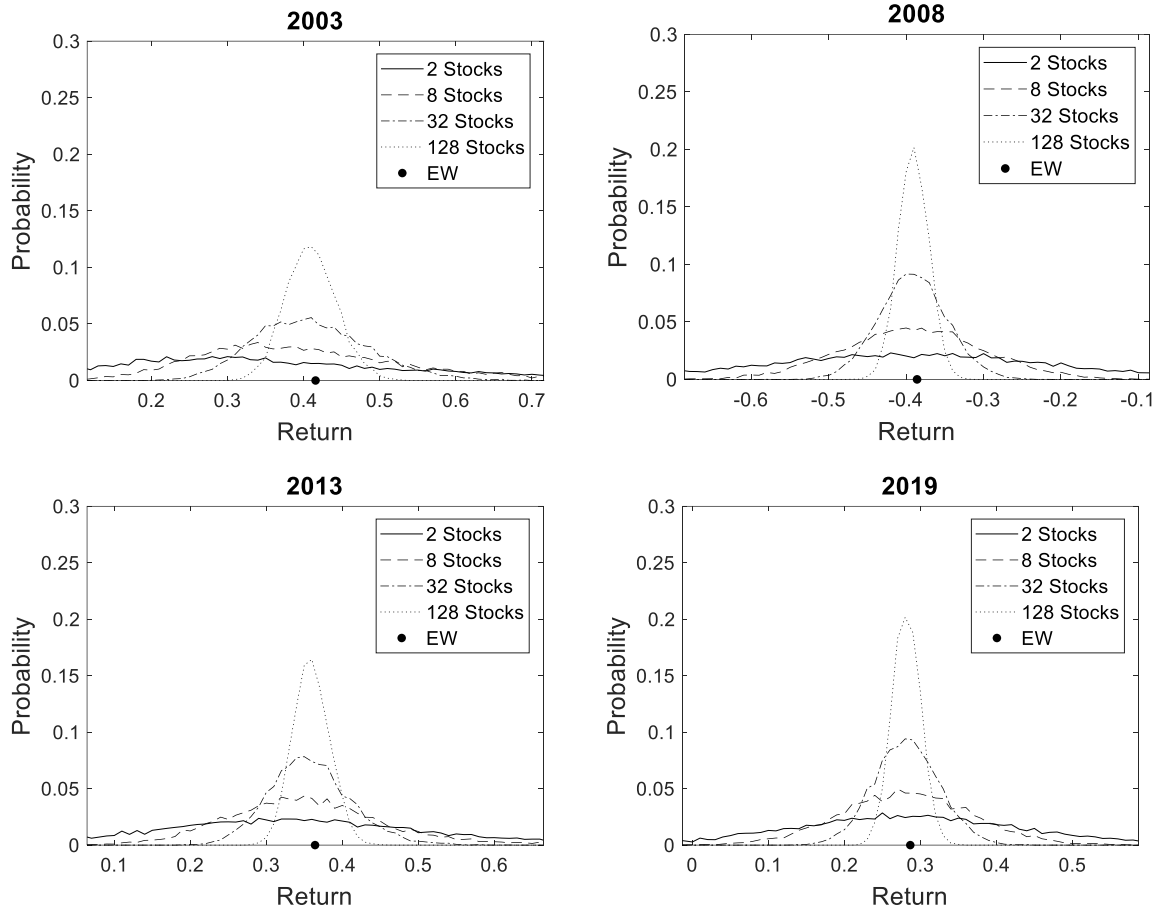 2003
0.3
0.25
0.2
0.15
0.1
0.05
0
Probability
2 Stocks
8 Stocks
32 Stocks
128 Stocks
EW
0.2 0.3 0.4 0.5 0.6 0.7
Return
2008
0.3
0.25
0.2
0.15
0.1
0.05
0
Probability
2 Stocks
8 Stocks
32 Stocks
128 Stocks
EW
-0.6 -0.5 -0.4 -0.3 -0.2 -0.1
Return
2013
0.3
0.25
0.2
0.15
0.1
0.05
0
Probability
2 Stocks
8 Stocks
32 Stocks
128 Stocks
EW
0.1 0.2 0.3 0.4 0.5 0.6
Return
2019
0.3
0.25
0.2
0.15
0.1
0.05
0
Probability
2 Stocks
8 Stocks
32 Stocks
128 Stocks
EW
0 0.1 0.2 0.3 0.4 0.5
Return